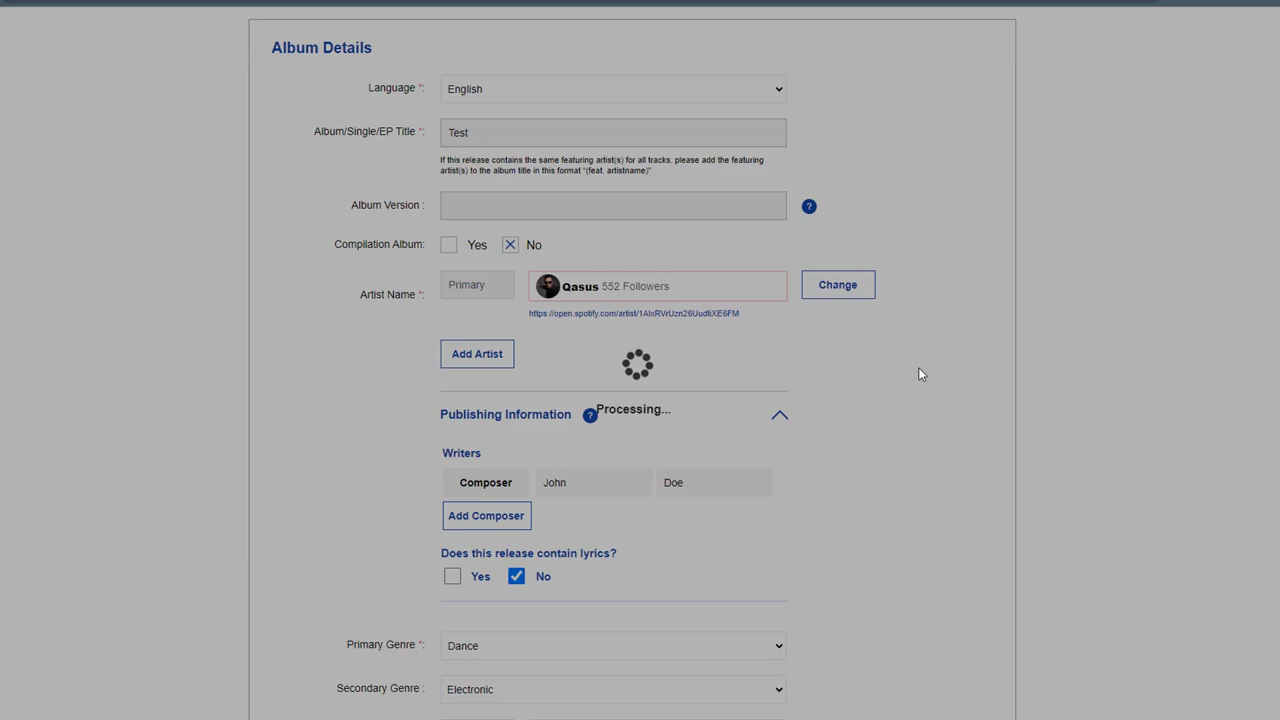 Album Details
Language *:
English
Album/Single/EP Title *:
Test
If this release contains the same featuring artist(s) for all tracks, please add the featuring
artist(s) to the album title in this format "(feat. artistname)"
Album Version :
?
Compilation Album:
Yes
No
Artist Name *:
Primary
Qasus 552 Followers
Change
https://open.spotify.com/artist/1AlxRVrUzn26UudtiXE6FM
Add Artist
Processing...
Publishing Information ?
Writers
Composer
John
Doe
Add Composer
Does this release contain lyrics?
Yes
No
Primary Genre *:
Dance
Secondary Genre :
Electronic